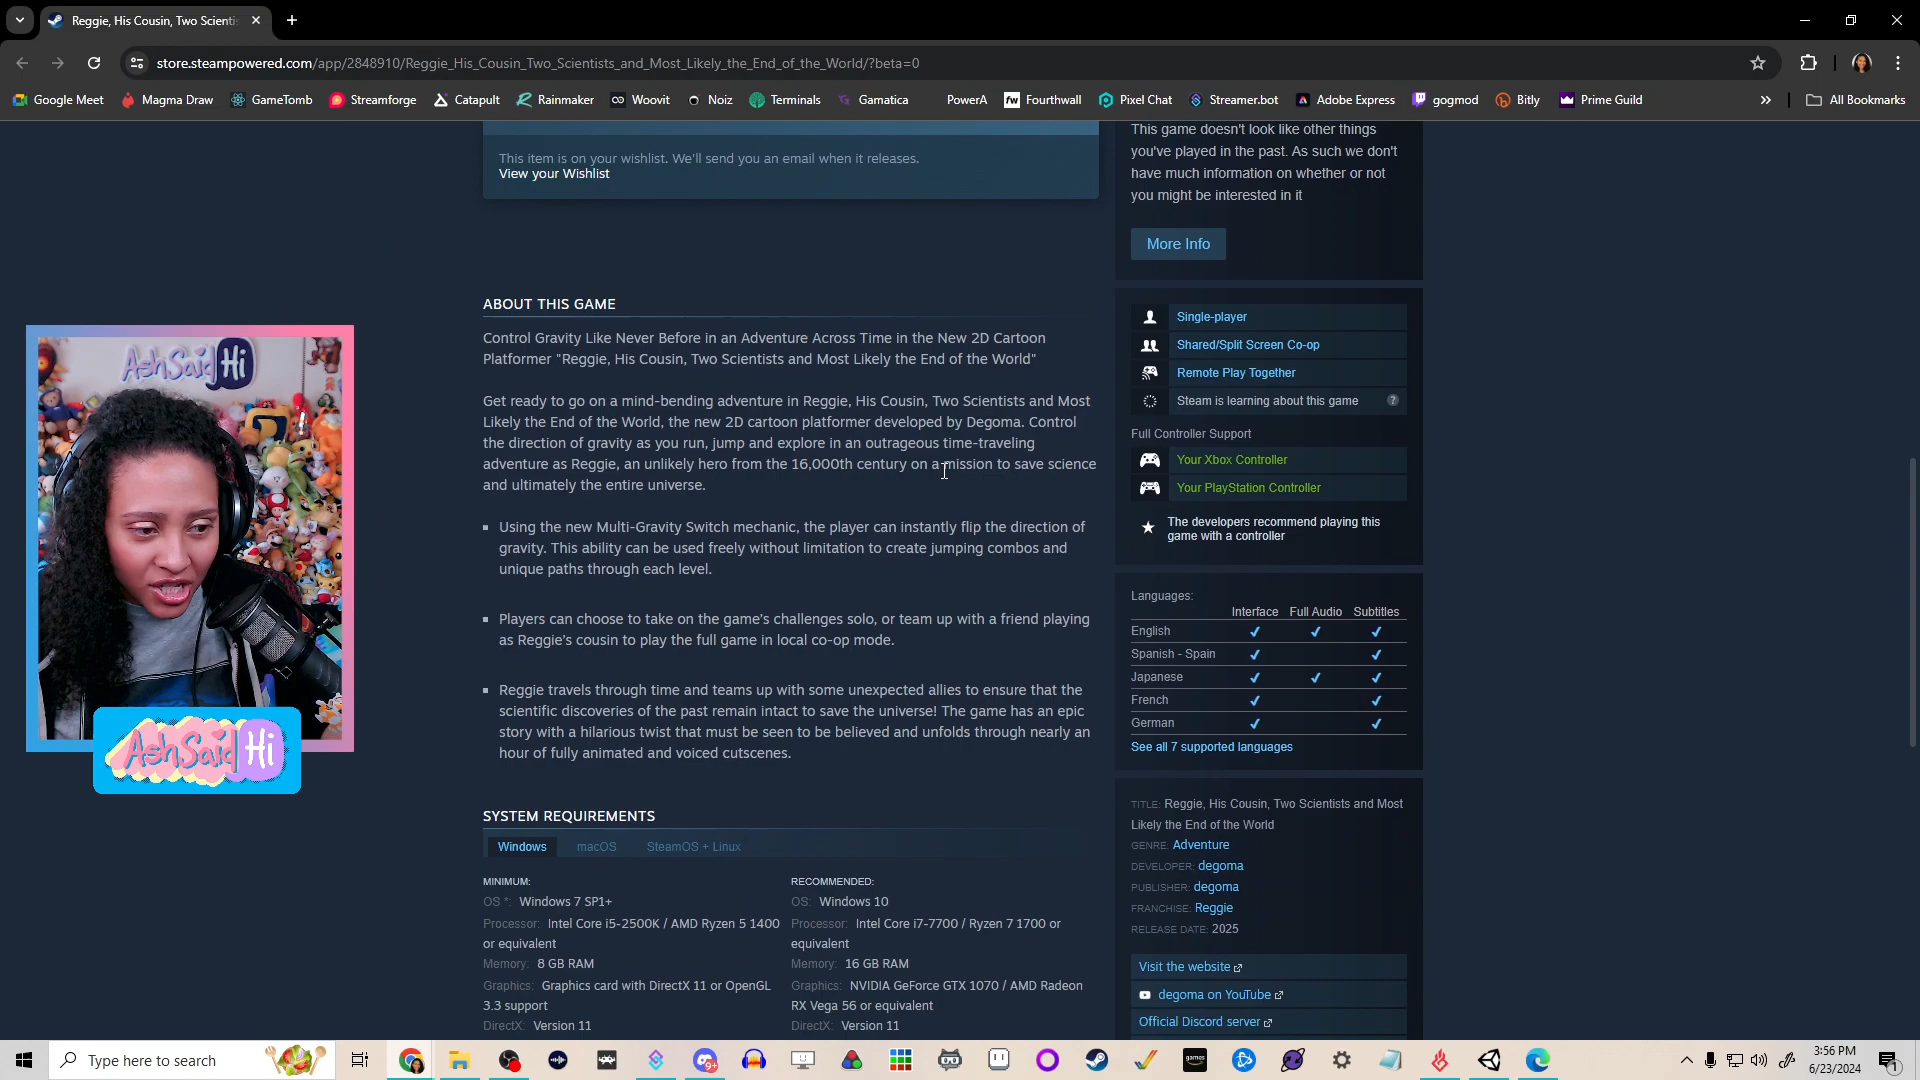 Reggie, His Cousin, Two Scientis
store.steampowered.com/app/2848910/Reggie_His_Cousin_Two_Scientists_and_Most_Likely_the_End_of_the_World/?beta=0
Google Meet Magma Draw GameTomb Streamforge Catapult Rainmaker Woovit Noiz Terminals Gamatica PowerA Fourthwall Pixel Chat Streamer.bot Adobe Express gogmod Bitly Prime Guild All Bookmarks
This item is on your wishlist. We'll send you an email when it releases.
View your Wishlist
This game doesn't look like other things
you've played in the past. As such we don't
have much information on whether or not
you might be interested in it
More Info
ABOUT THIS GAME
Control Gravity Like Never Before in an Adventure Across Time in the New 2D Cartoon
Platformer "Reggie, His Cousin, Two Scientists and Most Likely the End of the World"
Get ready to go on a mind-bending adventure in Reggie, His Cousin, Two Scientists and Most
Likely the End of the World, the new 2D cartoon platformer developed by Degoma. Control
the direction of gravity as you run, jump and explore in an outrageous time-traveling
adventure as Reggie, an unlikely hero from the 16,000th century on a mission to save science
and ultimately the entire universe.
Using the new Multi-Gravity Switch mechanic, the player can instantly flip the direction of
gravity. This ability can be used freely without limitation to create jumping combos and
unique paths through each level.
Players can choose to take on the game's challenges solo, or team up with a friend playing
as Reggie's cousin to play the full game in local co-op mode.
Reggie travels through time and teams up with some unexpected allies to ensure that the
scientific discoveries of the past remain intact to save the universe! The game has an epic
story with a hilarious twist that must be seen to be believed and unfolds through nearly an
hour of fully animated and voiced cutscenes.
SYSTEM REQUIREMENTS
Windows macOS SteamOS + Linux
MINIMUM:
OS *: Windows 7 SP1+
Processor: Intel Core i5-2500K / AMD Ryzen 5 1400
or equivalent
Memory: 8 GB RAM
Graphics: Graphics card with DirectX 11 or OpenGL
3.3 support
DirectX: Version 11
RECOMMENDED:
OS: Windows 10
Processor: Intel Core i7-7700 / Ryzen 7 1700 or
equivalent
Memory: 16 GB RAM
Graphics: NVIDIA GeForce GTX 1070 / AMD Radeon
RX Vega 56 or equivalent
DirectX: Version 11
Single-player
Shared/Split Screen Co-op
Remote Play Together
Steam is learning about this game ?
Full Controller Support
Your Xbox Controller
Your PlayStation Controller
The developers recommend playing this
game with a controller
Languages:
Interface Full Audio Subtitles
English
Spanish - Spain
Japanese
French
German
See all 7 supported languages
TITLE: Reggie, His Cousin, Two Scientists and Most
Likely the End of the World
GENRE: Adventure
DEVELOPER: degoma
PUBLISHER: degoma
FRANCHISE: Reggie
RELEASE DATE: 2025
Visit the website
degoma on YouTube
Official Discord server
AshSaidHi
AshSaidHi
Type here to search
9+
games
3:56 PM
6/23/2024
1